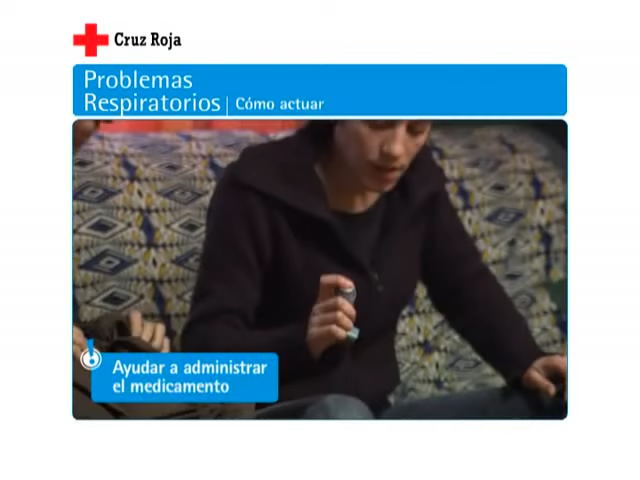 Cruz Roja
Problemas
Respiratorios | Cómo actuar
Ayudar a administrar
el medicamento